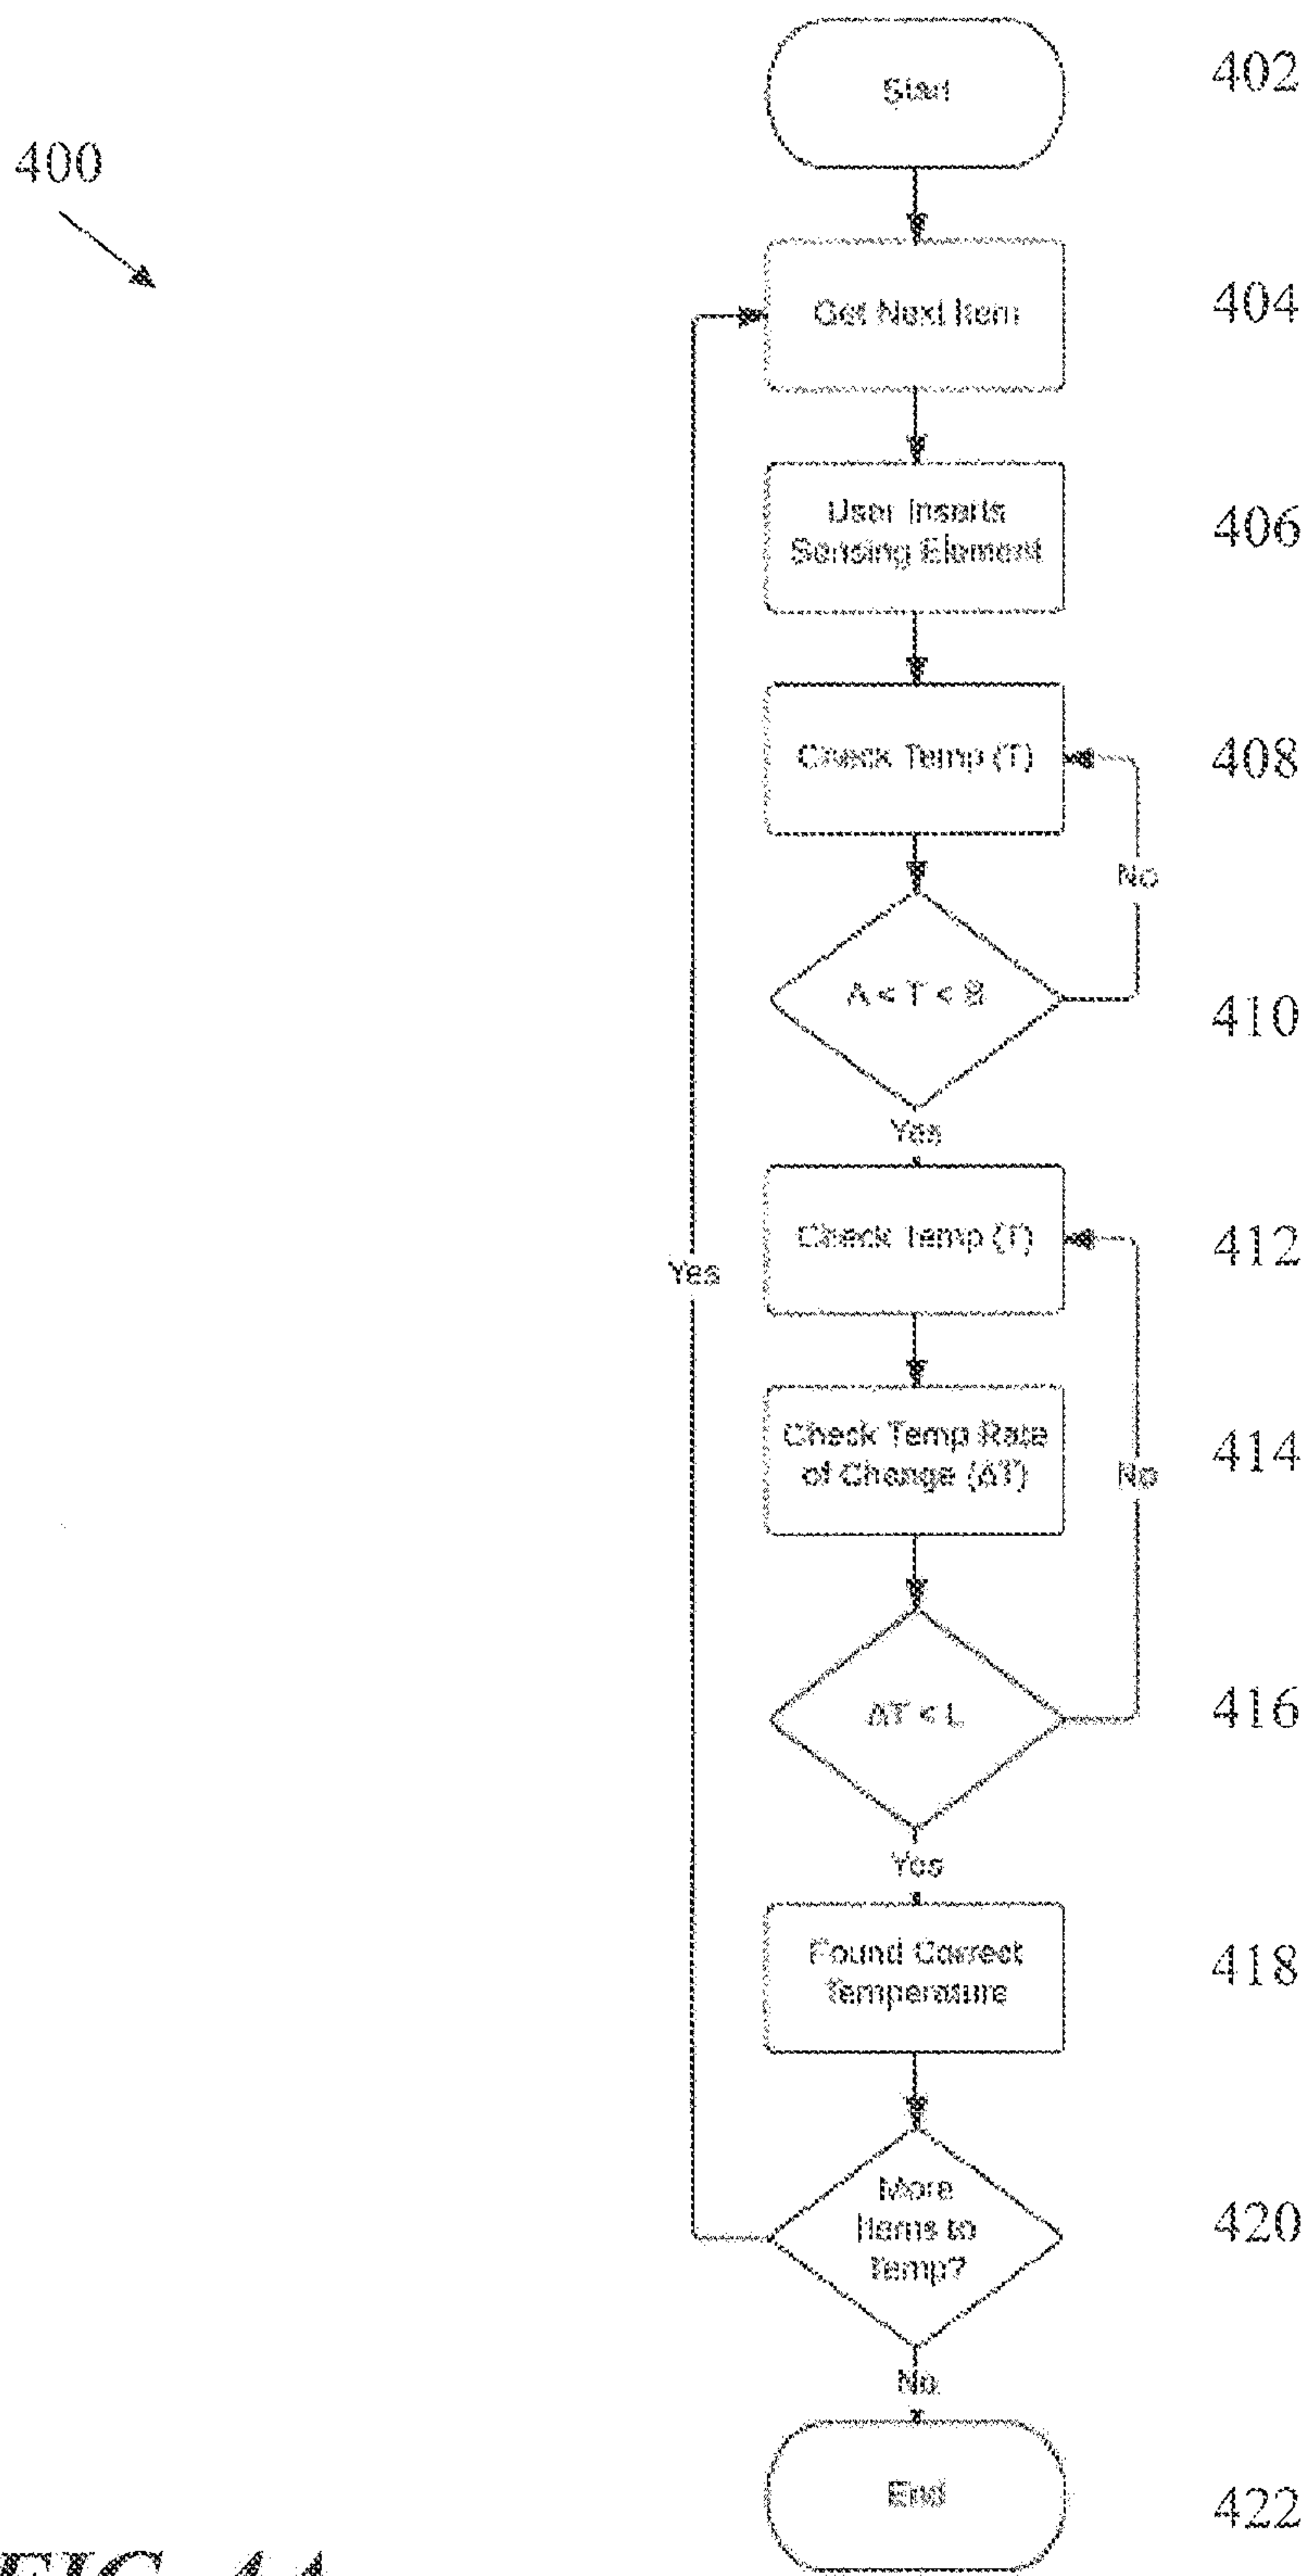 402
Start
400
404
Get Next Item
406
User Inserts
Sensing Element
408
Check Temp (T)
No
410
A < T < B
Yes
412
Check Temp (T)
Yes
414
Check Temp Rate
of Change (ΔT)
No
416
ΔT < L
Yes
418
Found Correct
Temperature
420
More
Items to
Temp?
No
End
422
FIG. 4A